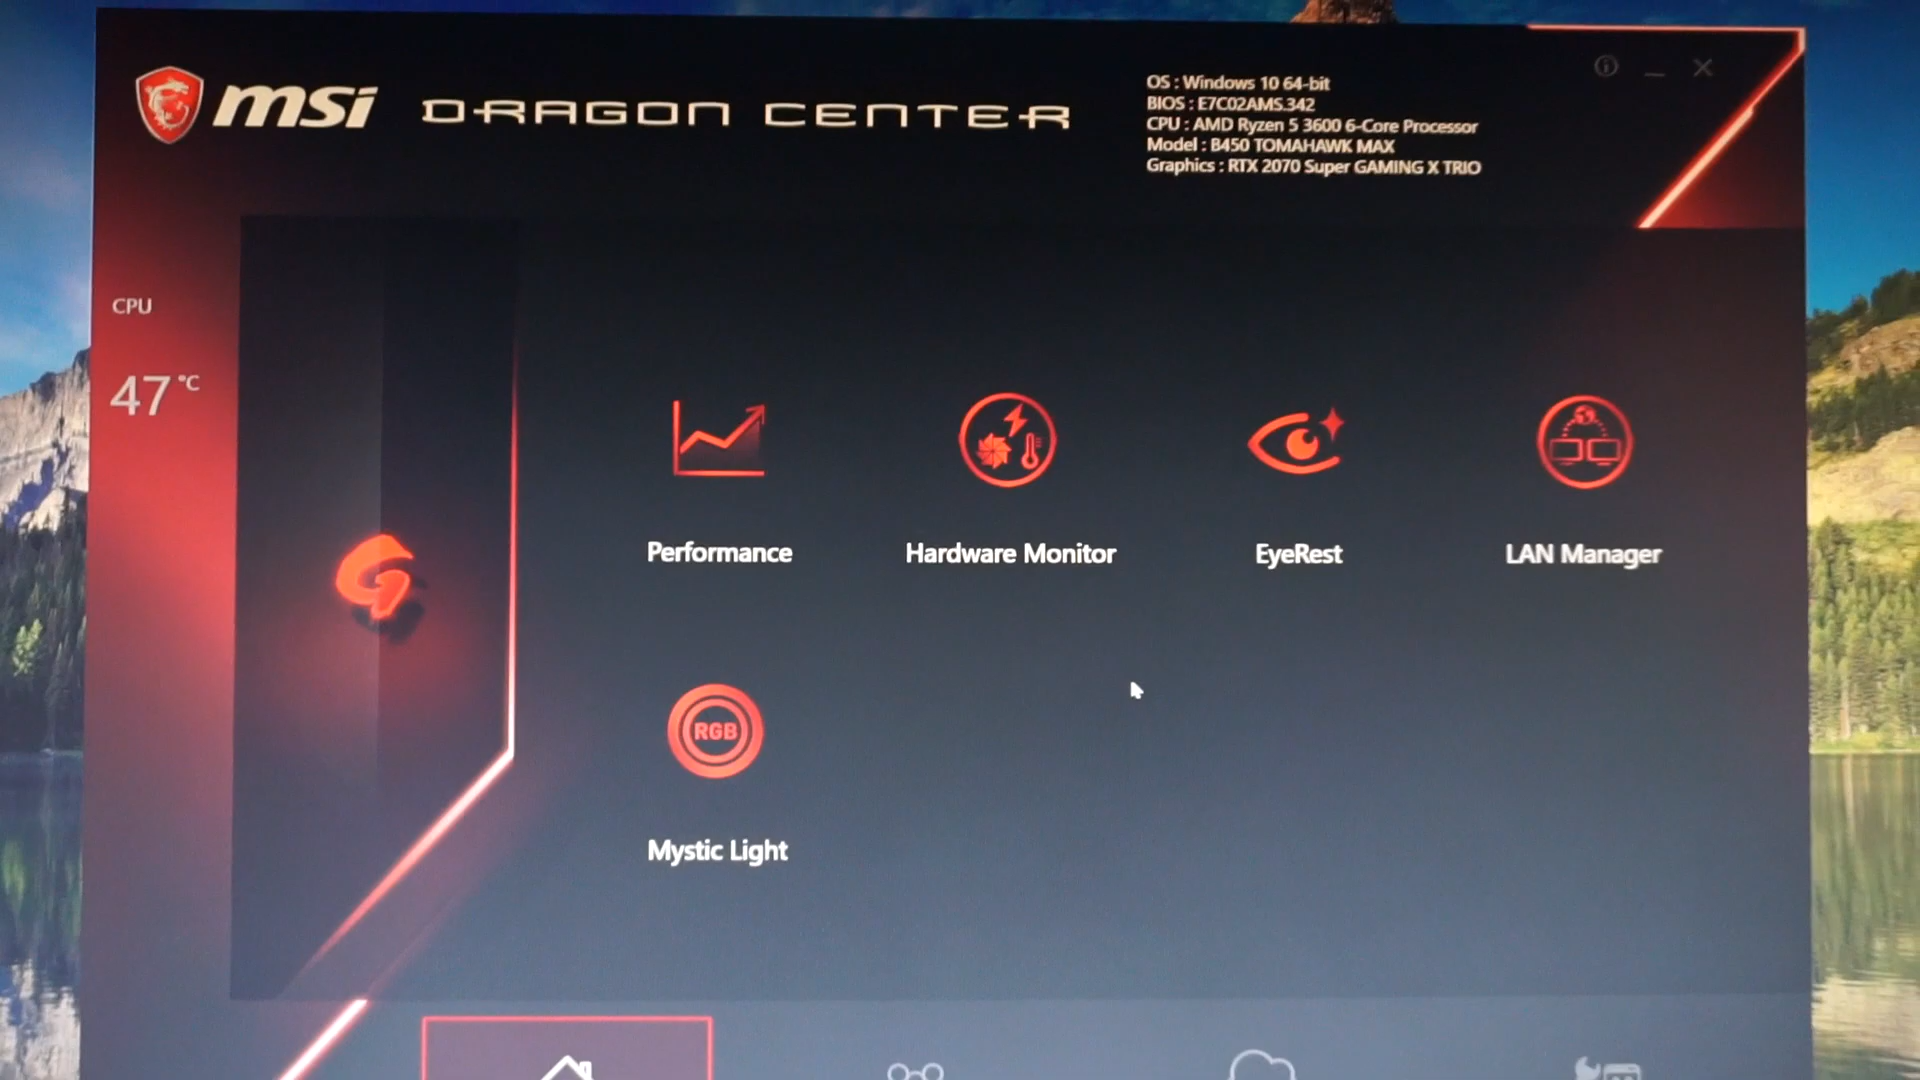 msi DRAGON CENTER
OS : Windows 10 64-bit
BIOS : E7C02AMS.342
CPU : AMD Ryzen 5 3600 6-Core Processor
Model : B450 TOMAHAWK MAX
Graphics : RTX 2070 Super GAMING X TRIO
CPU
47°C
Performance
Hardware Monitor
EyeRest
LAN Manager
RGB
Mystic Light